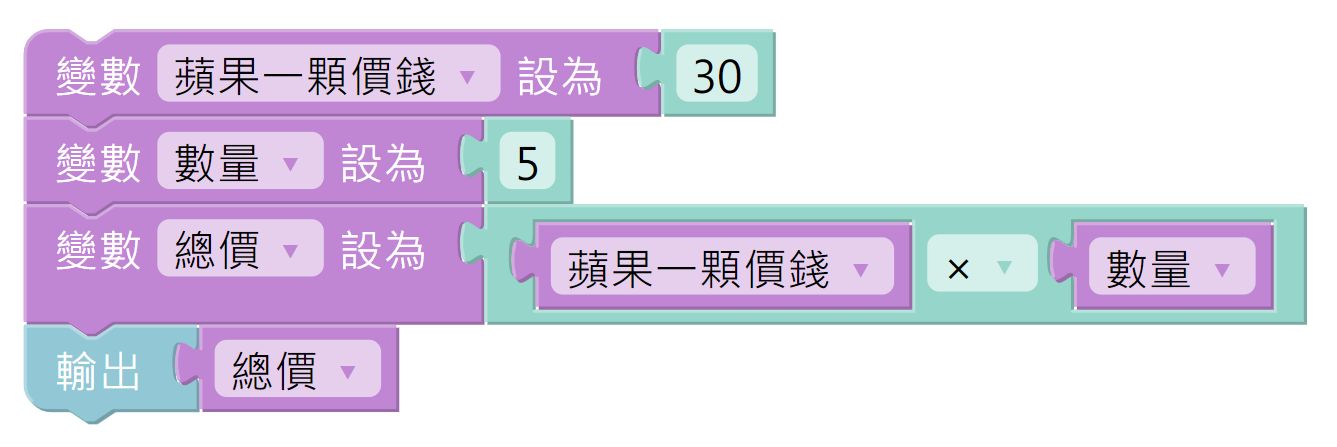 變數 蘋果一顆價錢 ▼ 設為 30
變數 數量 ▼ 設為 5
變數 總價 ▼ 設為 蘋果一顆價錢 ▼ × ▼ 數量 ▼
輸出 總價 ▼